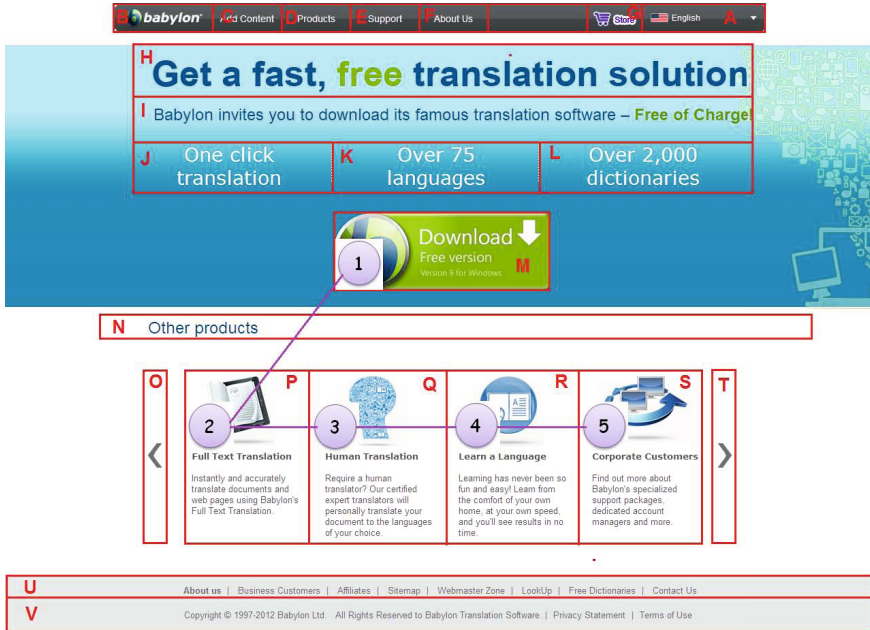 B babylon C Add Content D Products E Support F About Us G Store English A
H Get a fast, free translation solution
I Babylon invites you to download its famous translation software – Free of Charge!
J One click translation
K Over 75 languages
L Over 2,000 dictionaries
Download
Free version
Version 9 for Windows M
1
N Other products
O
P
2
Full Text Translation
Instantly and accurately
translate documents and
web pages using Babylon's
Full Text Translation.
Q
3
Human Translation
Require a human
translator? Our certified
expert translators will
personally translate your
document to the languages
of your choice.
R
4
Learn a Language
Learning has never been so
fun and easy! Learn from
the comfort of your own
home, at your own speed,
and you'll see results in no
time.
S
5
Corporate Customers
Find out more about
Babylon's specialized
support packages,
dedicated account
managers and more.
T
U About us | Business Customers | Affiliates | Sitemap | Webmaster Zone | LookUp | Free Dictionaries | Contact Us
V Copyright © 1997-2012 Babylon Ltd. All Rights Reserved to Babylon Translation Software. | Privacy Statement | Terms of Use